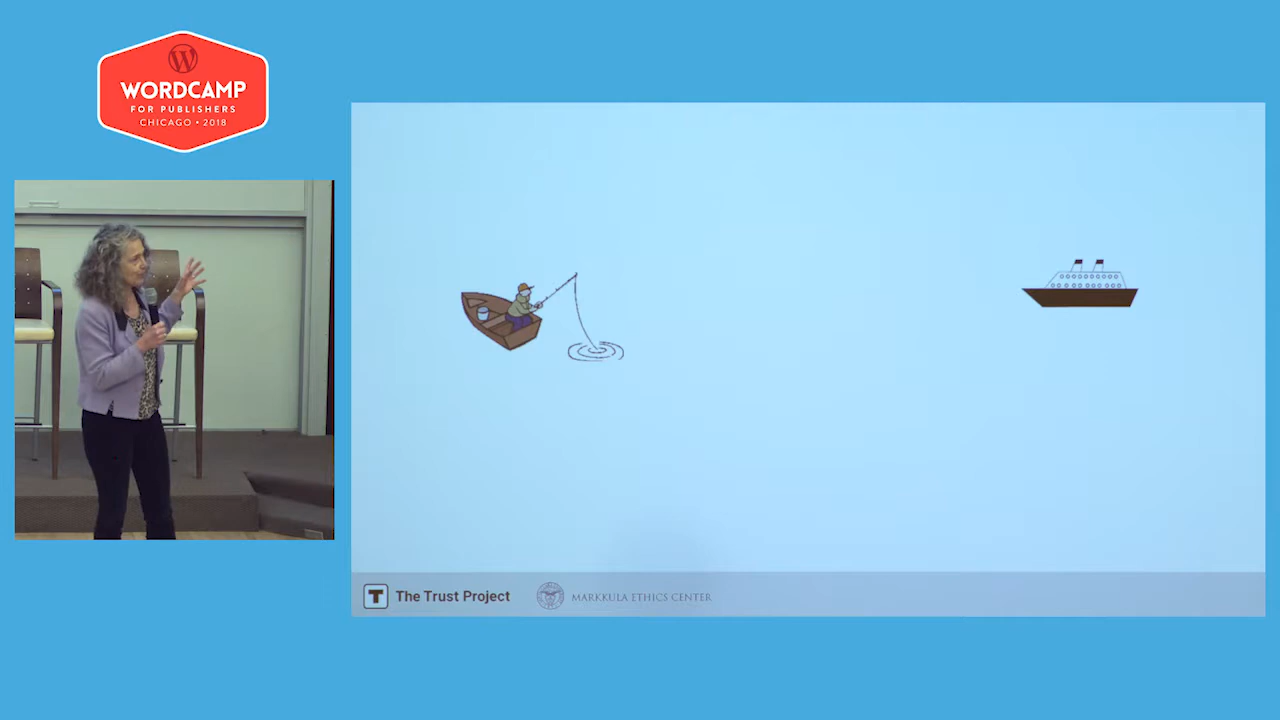 WORDCAMP
FOR PUBLISHERS
CHICAGO • 2018
T The Trust Project
MARKKULA ETHICS CENTER